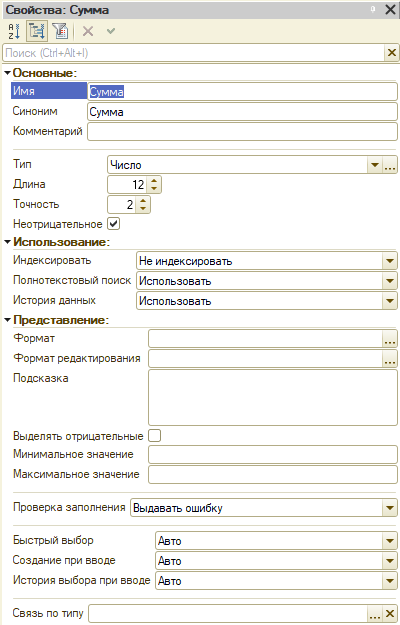 Свойства: Сумма
Поиск (Ctrl+Alt+I)
Основные:
Имя Сумма
Синоним Сумма
Комментарий
Тип Число
Длина 12
Точность 2
Неотрицательное
Использование:
Индексировать Не индексировать
Полнотекстовый поиск Использовать
История данных Использовать
Представление:
Формат
Формат редактирования
Подсказка
Выделять отрицательные
Минимальное значение
Максимальное значение
Проверка заполнения Выдавать ошибку
Быстрый выбор Авто
Создание при вводе Авто
История выбора при вводе Авто
Связь по типу